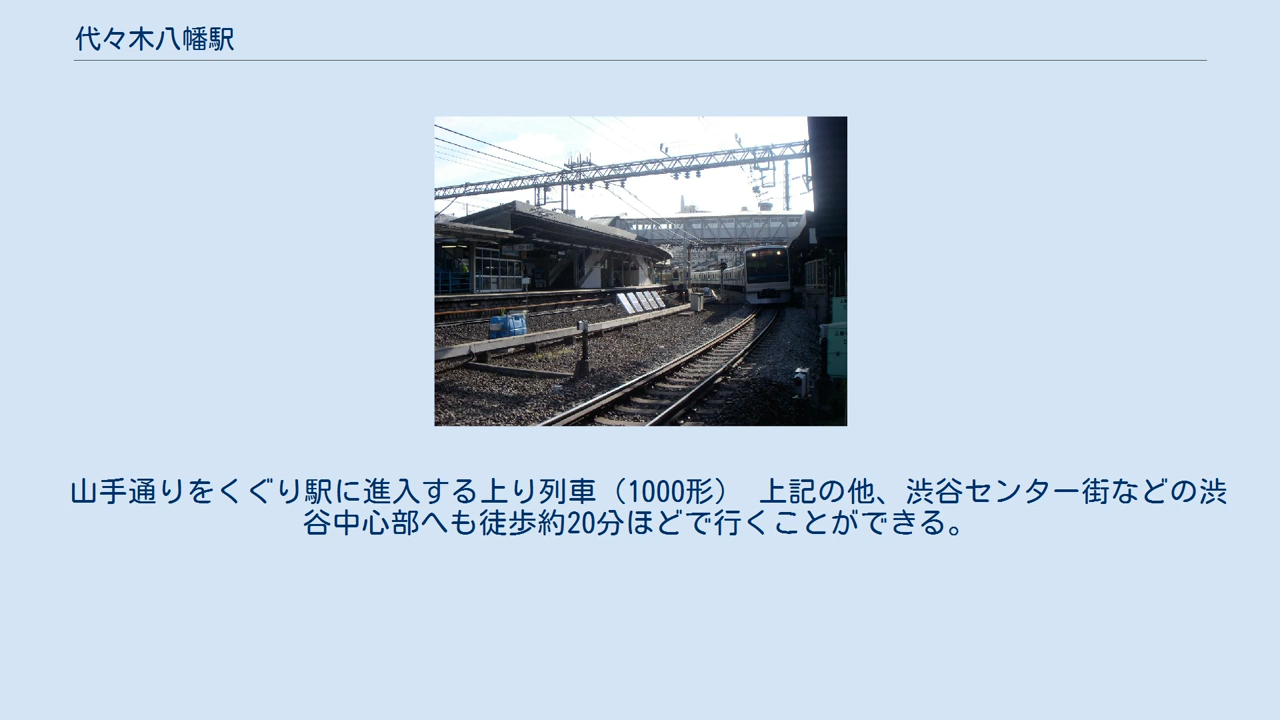 代々木八幡駅
山手通りをくぐり駅に進入する上り列車（1000形）　上記の他、渋谷センター街などの渋
谷中心部へも徒歩約20分ほどで行くことができる。